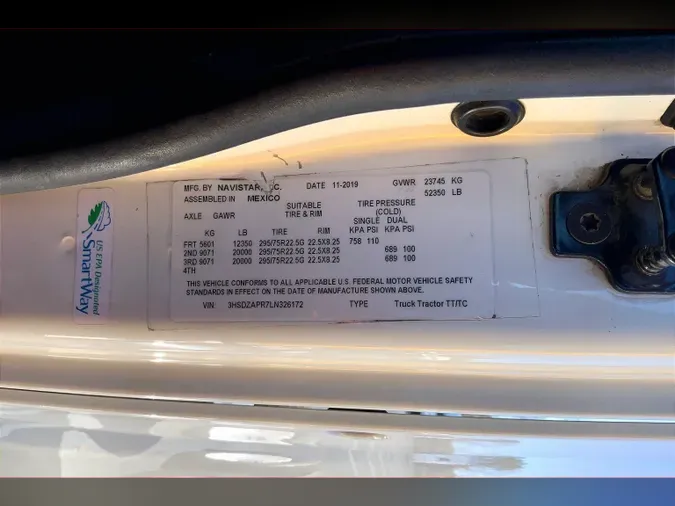 MFG. BY NAVISTAR, C. DATE 11-2019 GVWR 23745 KG
ASSEMBLED IN MEXICO 52350 LB
SUITABLE TIRE PRESSURE
AXLE GAWR TIRE & RIM (COLD)
SINGLE DUAL
KG LB TIRE RIM KPA PSI KPA PSI
FRT 5601 12350 295/75R22.5G 22.5X8.25 758 110
2ND 9071 20000 295/75R22.5G 22.5X8.25 689 100
3RD 9071 20000 295/75R22.5G 22.5X8.25 689 100
4TH
THIS VEHICLE CONFORMS TO ALL APPLICABLE U.S. FEDERAL MOTOR VEHICLE SAFETY
STANDARDS IN EFFECT ON THE DATE OF MANUFACTURE SHOWN ABOVE.
VIN 3HSDZAPR7LN326172 TYPE Truck Tractor TT/TC
US EPA Designated
SmartWay